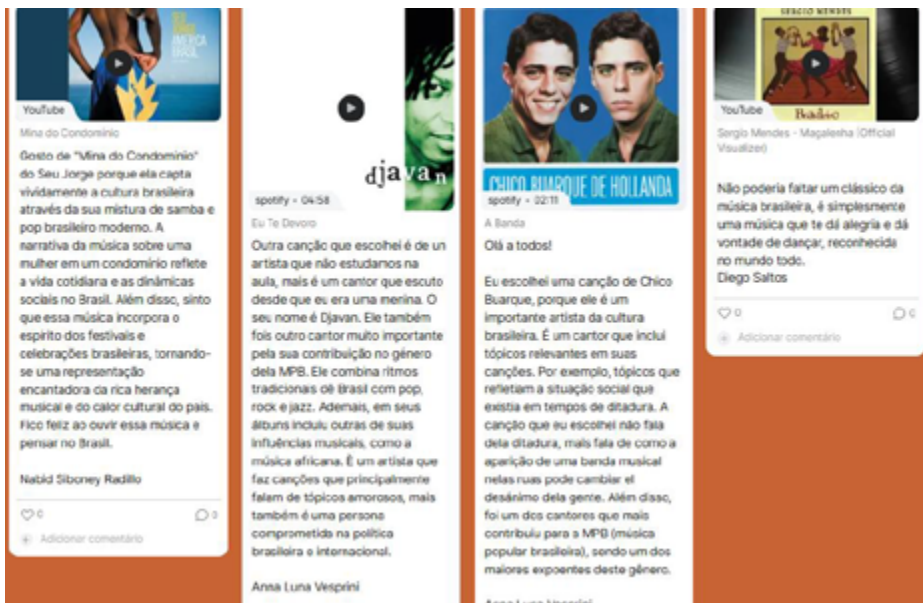 SEU
JORGE
AMERICA
BRASIL
YouTube
Mina do Condomínio
Gosto de "Mina do Condomínio"
do Seu Jorge porque ela capta
vividamente a cultura brasileira
através da sua mistura de samba e
pop brasileiro moderno. A
narrativa da música sobre uma
mulher em um condomínio reflete
a vida cotidiana e as dinâmicas
sociais no Brasil. Além disso, sinto
que essa música incorpora o
espírito dos festivais e
celebrações brasileiras, tornando-
se uma representação
encantadora da rica herança
musical e do calor cultural do país.
Fico feliz ao ouvir essa música e
pensar no Brasil.
Nabid Siboney Radillo
0
0
Adicionar comentário
djavan
spotify • 04:58
Eu Te Devoro
Outra canção que escolhei é de un
artista que não estudamos na
aula, mais é um cantor que escuto
desde que eu era uma menina. O
seu nome é Djavan. Ele também
fois outro cantor muito importante
pela sua contribuição no gênero
dela MPB. Ele combina ritmos
tradicionais de Brasil com pop,
rock e jazz. Ademais, em seus
álbuns incluiu outras de suas
influências musicais, como a
música africana. É um artista que
faz canções que principalmente
falam de tópicos amorosos, mais
também é uma persona
comprometida na política
brasileira e internacional.
Anna Luna Vesprini
CHICO BUARQUE DE HOLLANDA
spotify • 02:11
A Banda
Olá a todos!
Eu escolhei uma canção de Chico
Buarque, porque ele é um
importante artista da cultura
brasileira. É um cantor que inclui
tópicos relevantes em suas
canções. Por exemplo, tópicos que
refletiam a situação social que
existia em tempos de ditadura. A
canção que eu escolhei não fala
dela ditadura, mais fala de como a
aparição de uma banda musical
nelas ruas pode cambiar el
desánimo dela gente. Além disso,
foi um dos cantores que mais
contribuiu para a MPB (música
popular brasileira), sendo um dos
maiores expoentes deste gênero.
Anna Luna Vesprini
SERGIO MENDES
Brasileiro
YouTube
Sergio Mendes - Magalenha (Official
Visualizer)
Não poderia faltar um clássico da
música brasileira, é simplesmente
uma música que te dá alegria e dá
vontade de dançar, reconhecida
no mundo todo.
Diego Saltos
0
0
Adicionar comentário